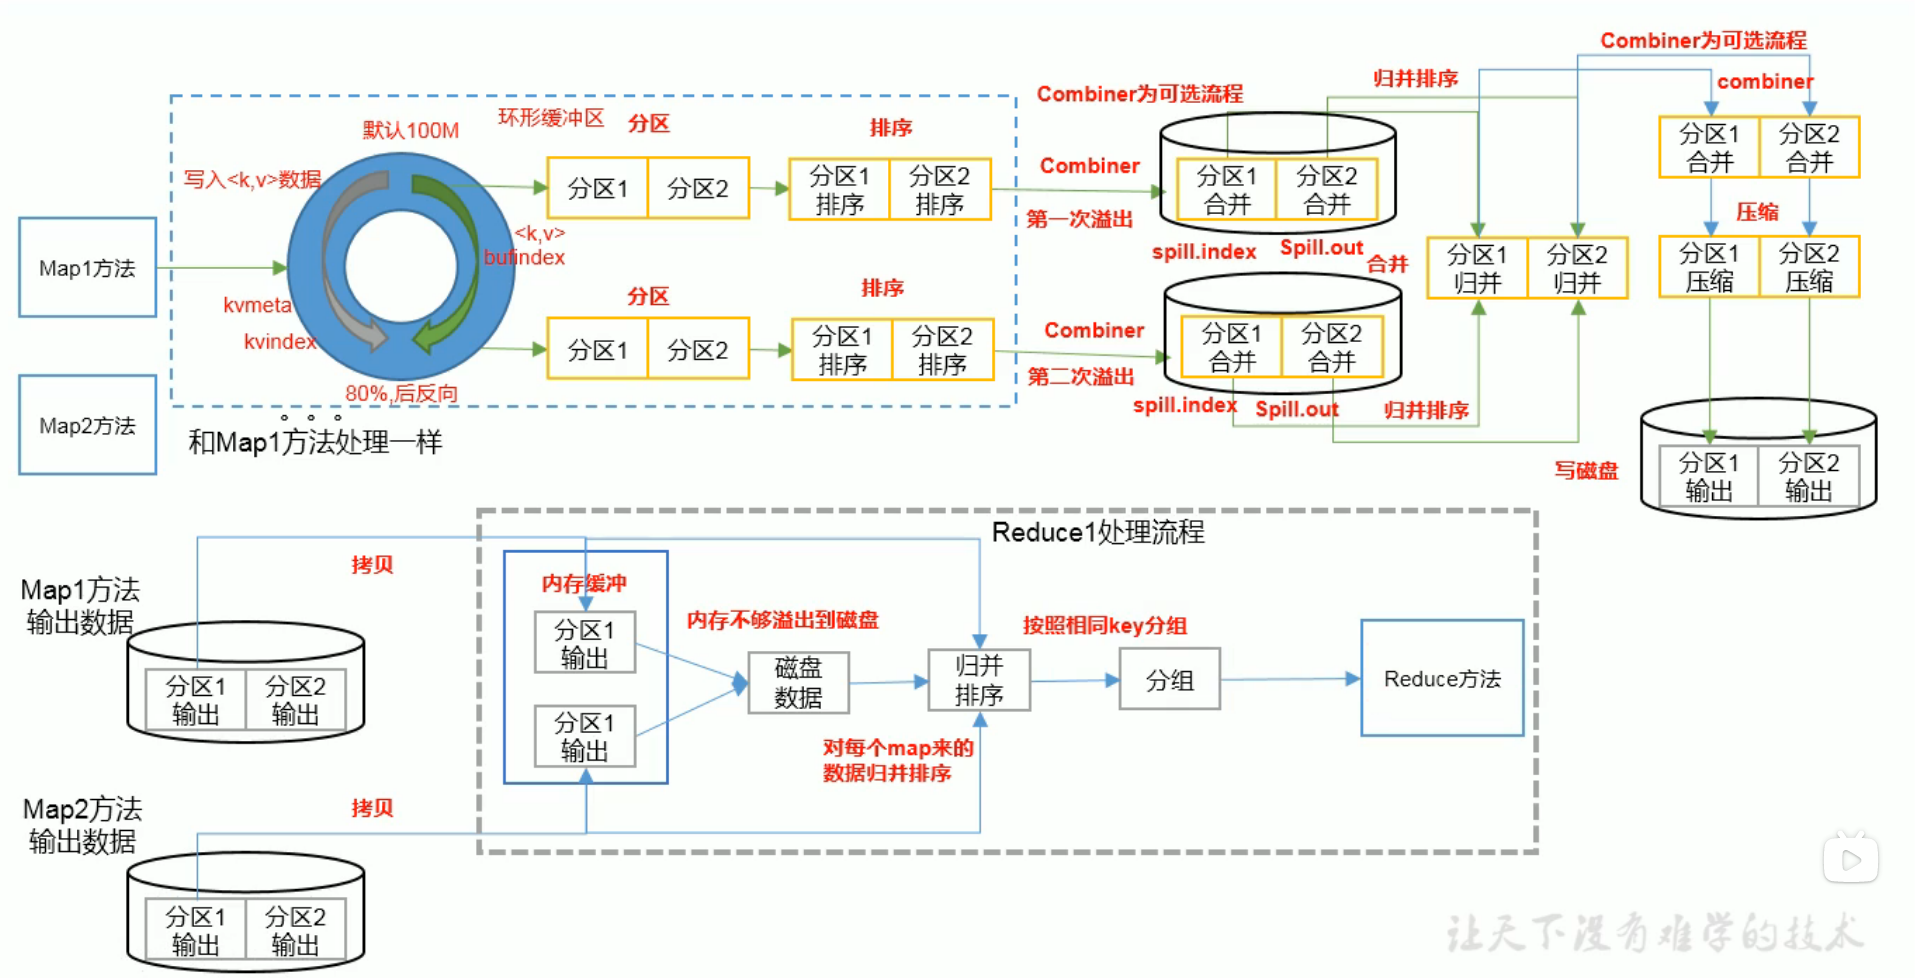 Combiner为可选流程
归并排序
combiner
Combiner为可选流程
默认100M
环形缓冲区
分区
排序
写入<k,v>数据
分区1
分区2
分区1
排序
分区2
排序
Combiner
第一次溢出
分区1
合并
分区2
合并
spill.index
Spill.out
合并
分区1
合并
分区2
合并
压缩
分区1
归并
分区2
归并
分区1
压缩
分区2
压缩
Map1方法
<k,v>
bufindex
kvmeta
kvindex
80%,后反向
分区
排序
分区1
分区2
分区1
排序
分区2
排序
Combiner
第二次溢出
分区1
合并
分区2
合并
spill.index
Spill.out
归并排序
Map2方法
。。。
和Map1方法处理一样
写磁盘
分区1
输出
分区2
输出
Reduce1处理流程
Map1方法
输出数据
拷贝
分区1
输出
分区2
输出
内存缓冲
分区1
输出
分区1
输出
内存不够溢出到磁盘
磁盘
数据
归并
排序
对每个map来的
数据归并排序
按照相同key分组
分组
Reduce方法
Map2方法
输出数据
拷贝
分区1
输出
分区2
输出
让天下没有难学的技术